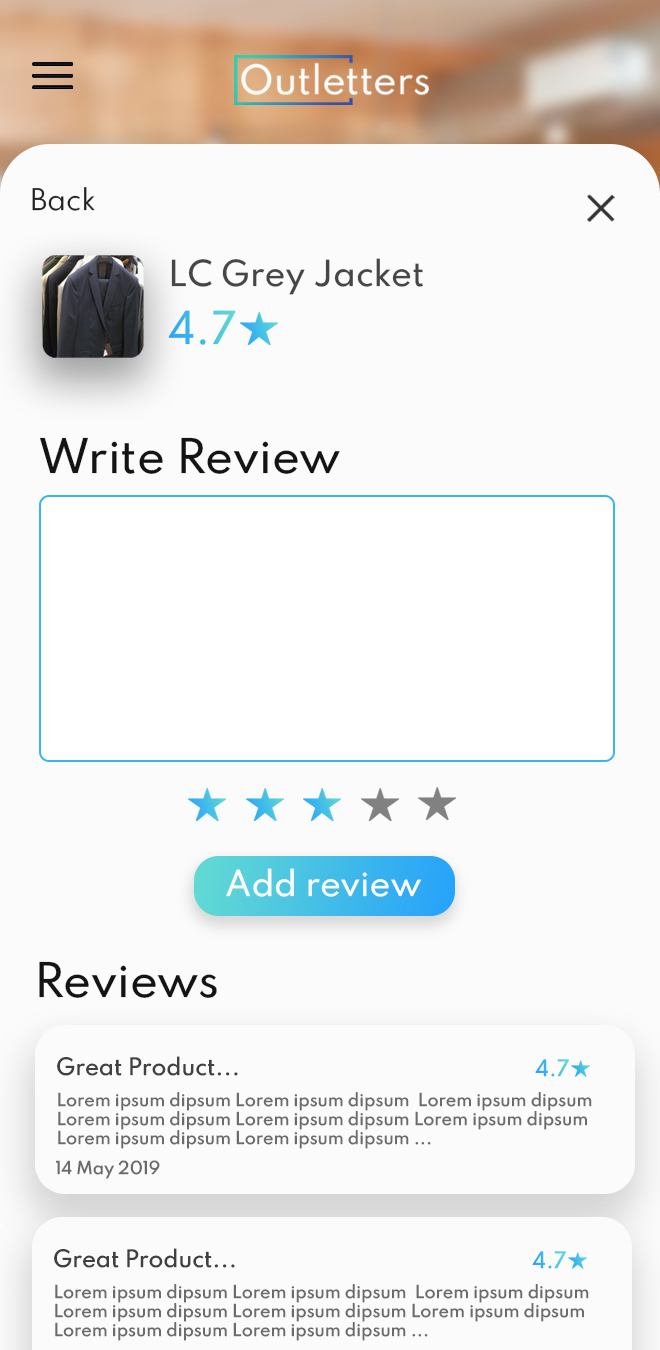 Outletters
Back
LC Grey Jacket
4.7★
Write Review
Add review
Reviews
Great Product...
4.7★
Lorem ipsum dipsum Lorem ipsum dipsum  Lorem ipsum dipsum
Lorem ipsum dipsum Lorem ipsum dipsum Lorem ipsum dipsum
Lorem ipsum dipsum Lorem ipsum dipsum ...
14 May 2019
Great Product...
4.7★
Lorem ipsum dipsum Lorem ipsum dipsum  Lorem ipsum dipsum
Lorem ipsum dipsum Lorem ipsum dipsum Lorem ipsum dipsum
Lorem ipsum dipsum Lorem ipsum dipsum ...